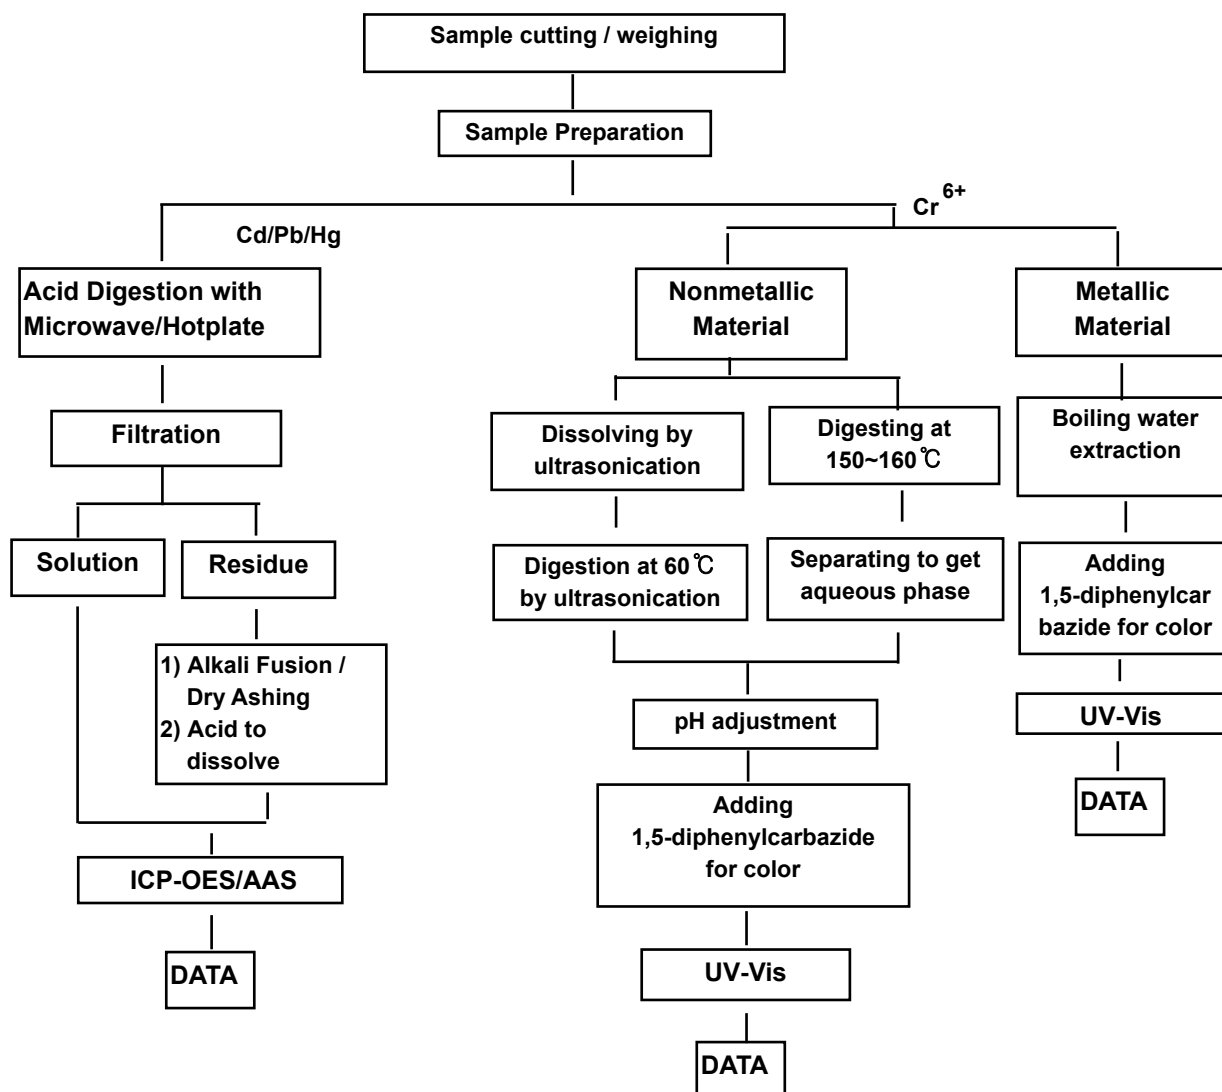 Sample cutting / weighing
Sample Preparation
Cr 6+
Cd/Pb/Hg
Acid Digestion with
Microwave/Hotplate
Nonmetallic
Material
Metallic
Material
Filtration
Dissolving by
ultrasonication
Digesting at
150~160℃
Boiling water
extraction
Solution
Residue
Digestion at 60℃
by ultrasonication
Separating to get
aqueous phase
Adding
1,5-diphenylcar
bazide for color
1) Alkali Fusion /
Dry Ashing
2) Acid to
dissolve
pH adjustment
UV-Vis
DATA
Adding
1,5-diphenylcarbazide
for color
ICP-OES/AAS
DATA
UV-Vis
DATA